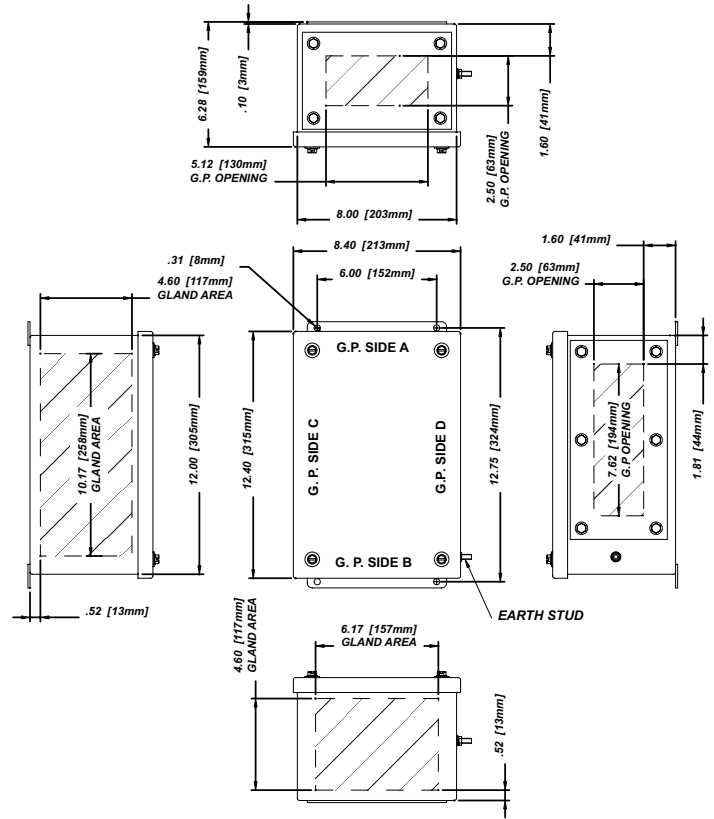 6.28 [159mm]
.10 [3mm]
1.60 [41mm]
2.50 [63mm]
G.P. OPENING
5.12 [130mm]
G.P. OPENING
8.00 [203mm]
8.40 [213mm]
6.00 [152mm]
.31 [8mm]
4.60 [117mm]
GLAND AREA
10.17 [258mm]
GLAND AREA
12.00 [305mm]
.52 [13mm]
12.40 [315mm]
G.P. SIDE A
G. P. SIDE C
G.P. SIDE D
G. P. SIDE B
12.75 [324mm]
EARTH STUD
1.60 [41mm]
2.50 [63mm]
G.P. OPENING
7.62 [194mm]
G.P OPENING
1.81 [44mm]
6.17 [157mm]
GLAND AREA
4.60 [117mm]
GLAND AREA
.52 [13mm]